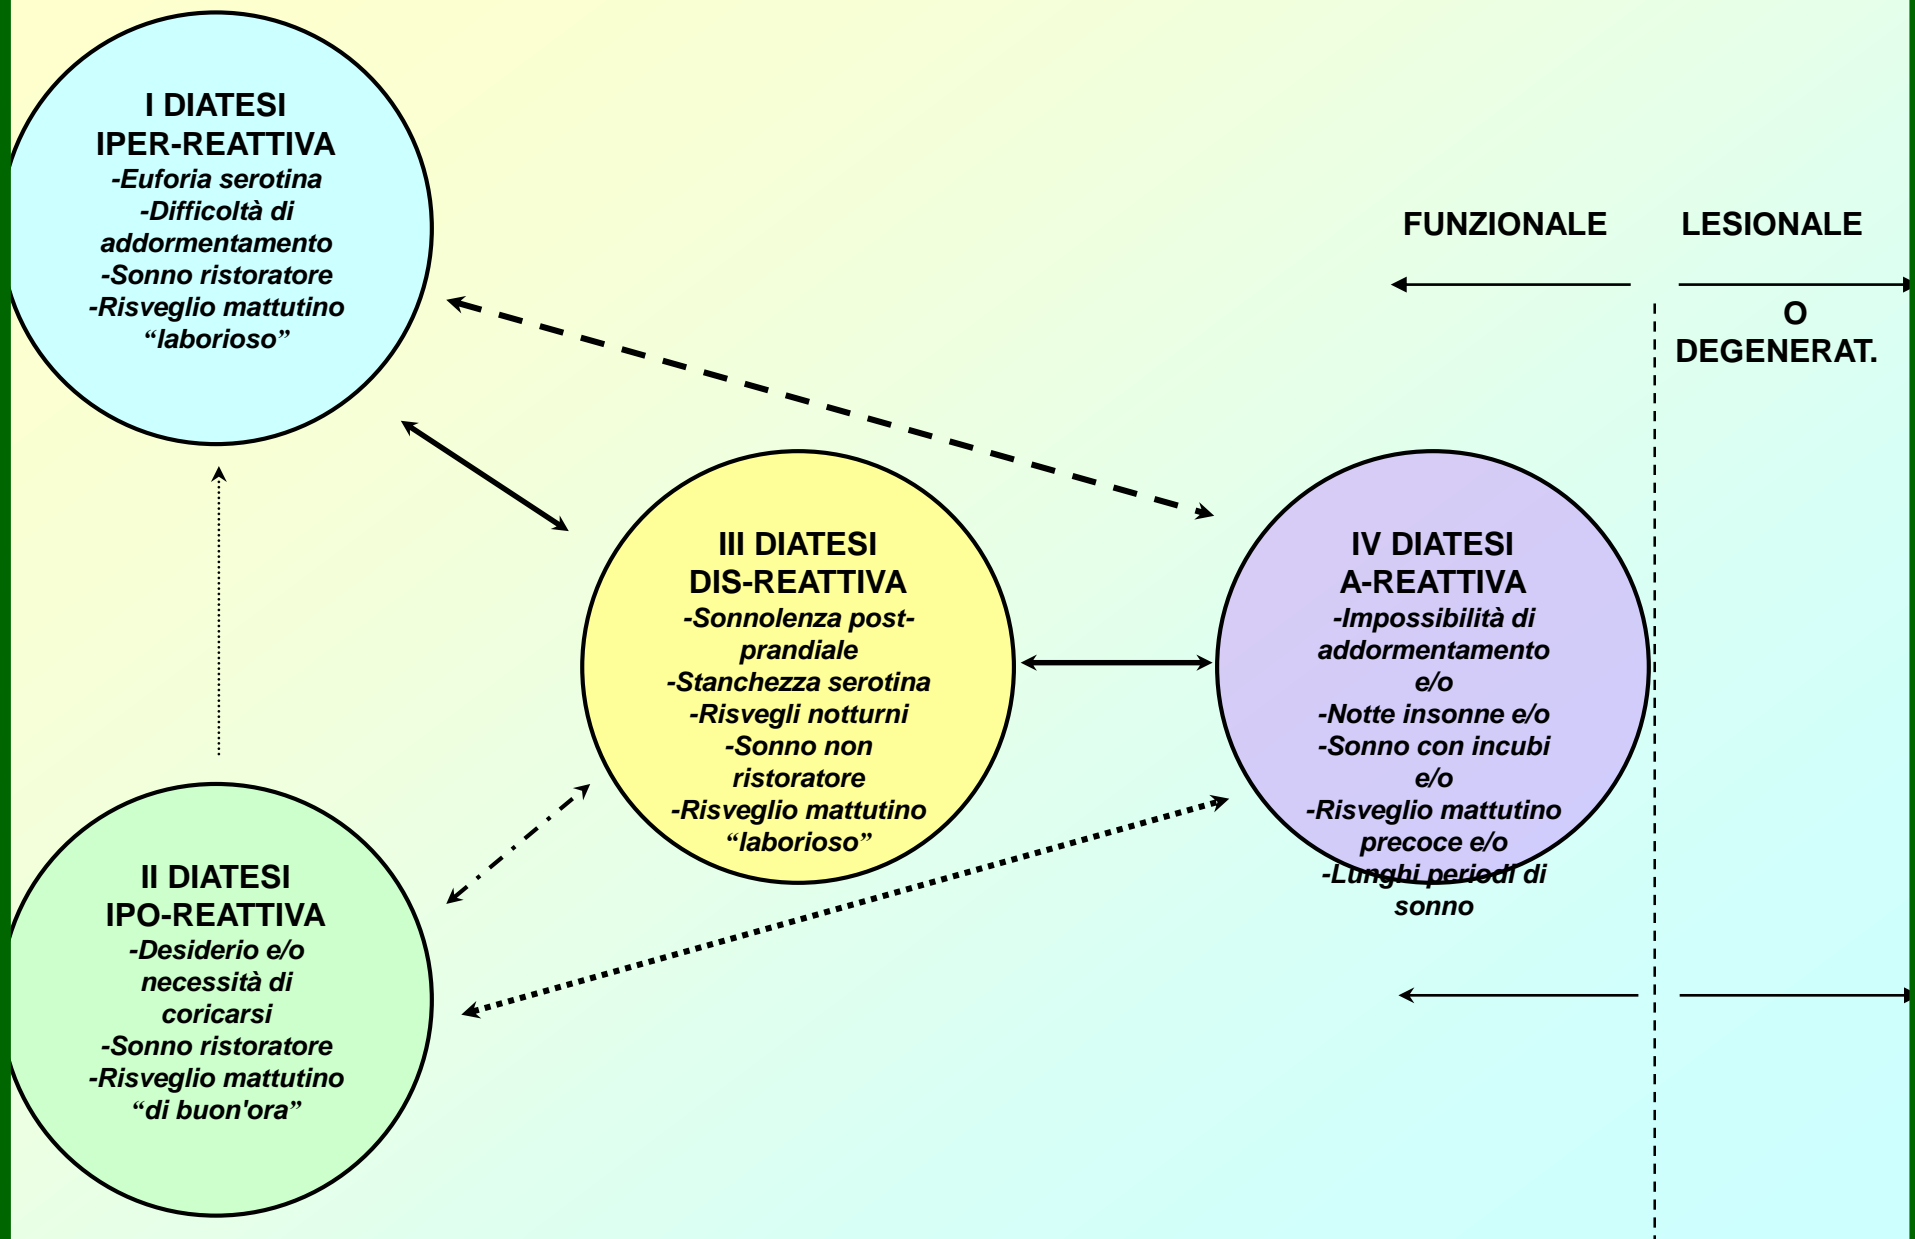 I DIATESI
IPER-REATTIVA
-Euforia serotina
-Difficoltà di
addormentamento
-Sonno ristoratore
-Risveglio mattutino
“laborioso”
FUNZIONALE
LESIONALE
O
DEGENERAT.
III DIATESI
DIS-REATTIVA
-Sonnolenza post-
prandiale
-Stanchezza serotina
-Risvegli notturni
-Sonno non
ristoratore
-Risveglio mattutino
“laborioso”
IV DIATESI
A-REATTIVA
-Impossibilità di
addormentamento
e/o
-Notte insonne e/o
-Sonno con incubi
e/o
-Risveglio mattutino
precoce e/o
-Lunghi periodi di
sonno
II DIATESI
IPO-REATTIVA
-Desiderio e/o
necessità di
coricarsi
-Sonno ristoratore
-Risveglio mattutino
“di buon'ora”